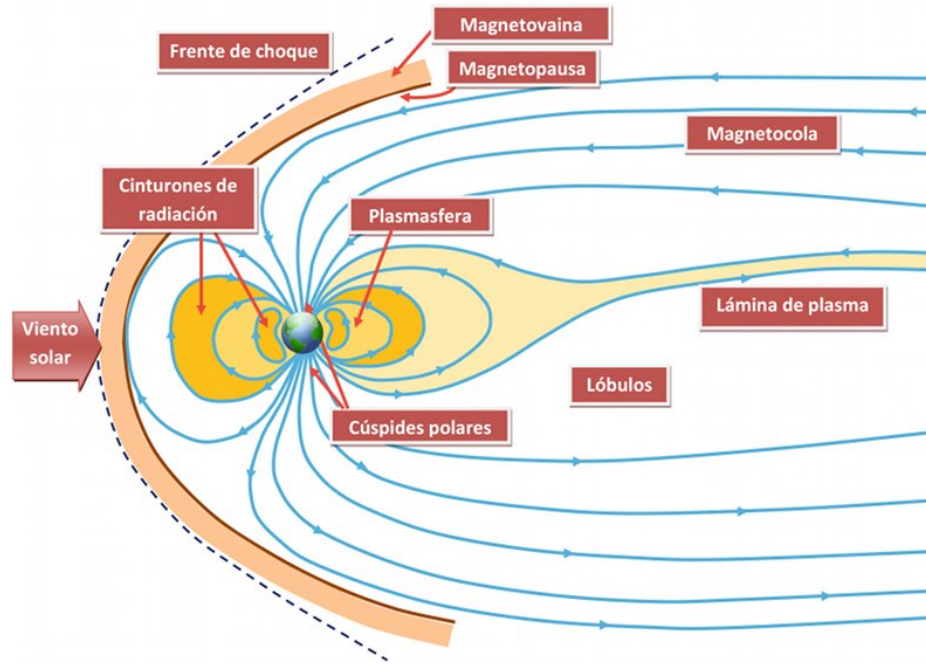 Magnetovaina
Frente de choque
Magnetopausa
Magnetocola
Cinturones de
radiación
Plasmasfera
Viento
solar
Lámina de plasma
Lóbulos
Cúspides polares